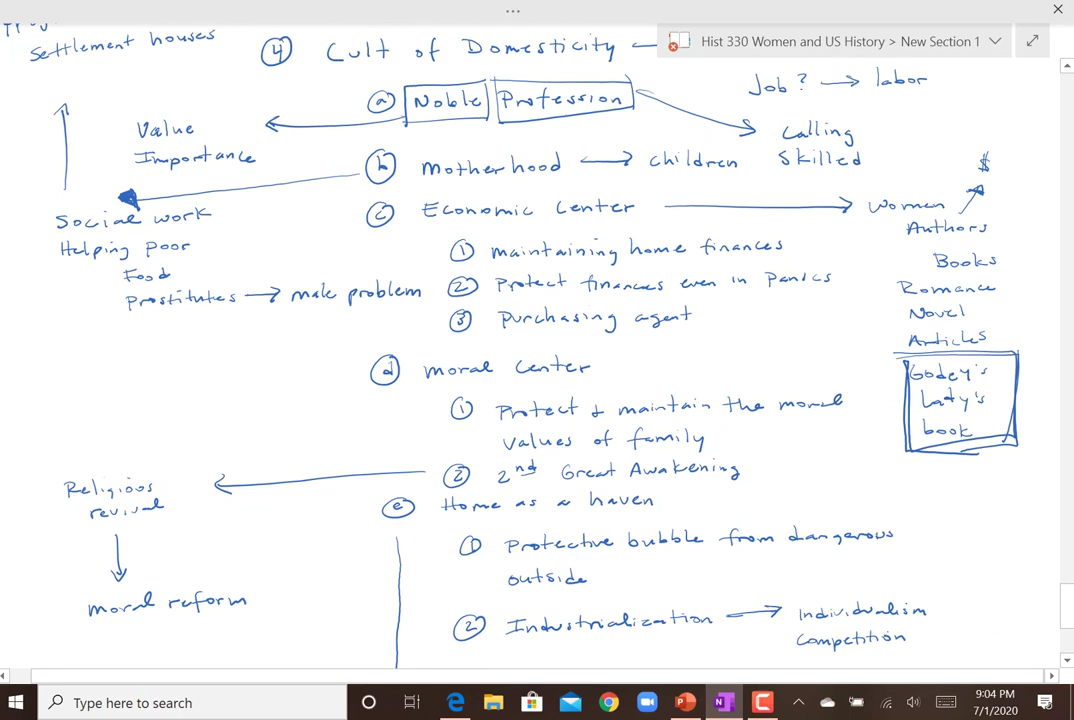 Settlement houses
④ Cult of Domesticity ←
Hist 330 Women and US History > New Section 1
Job? → labor
ⓐ Noble Profession
Value
Importance
Calling
Skilled
ⓑ Motherhood ↔ children
$
ⓒ Economic Center → Women
Authors
Books
Romance
Novel
Articles
Godey's
Lady's
book
Social work
Helping Poor
Food
Prostitutes → male problem
① maintaining home finances
② Protect finances even in Panics
③ Purchasing agent
ⓓ Moral Center
① Protect & maintain the moral
values of family
② 2nd Great Awakening
Religious
revival
moral reform
ⓔ Home as a haven
① Protective bubble from dangerous
outside
② Industrialization → Individualism
Competition
Type here to search
9:04 PM
7/1/2020